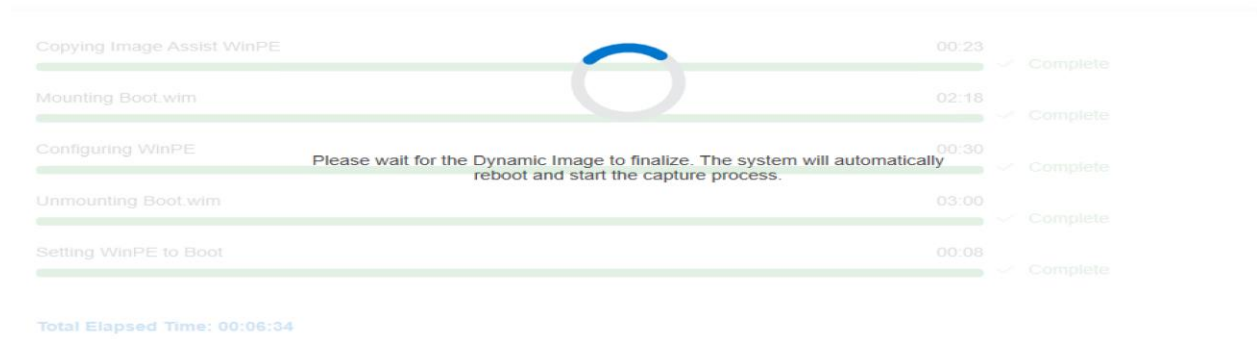 Copying Image Assist WinPE 00:23
Complete
Mounting Boot.wim 02:18
Complete
Configuring WinPE 00:30
Please wait for the Dynamic Image to finalize. The system will automatically
Complete
reboot and start the capture process.
Unmounting Boot.wim 03:00
Complete
Setting WinPE to Boot 00:08
Complete
Total Elapsed Time: 00:06:34